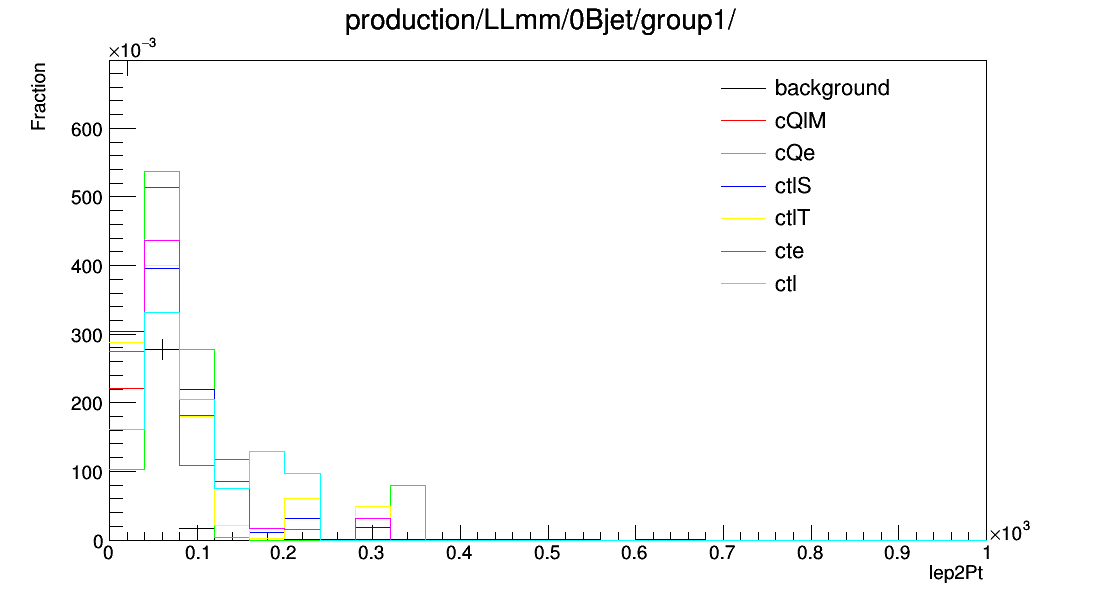 production/LLmm/0Bjet/group1/
×10⁻³
Fraction
600
500
400
300
200
100
0
background
cQlM
cQe
ctlS
ctlT
cte
ctl
0 0.1 0.2 0.3 0.4 0.5 0.6 0.7 0.8 0.9 1
×10³
lep2Pt